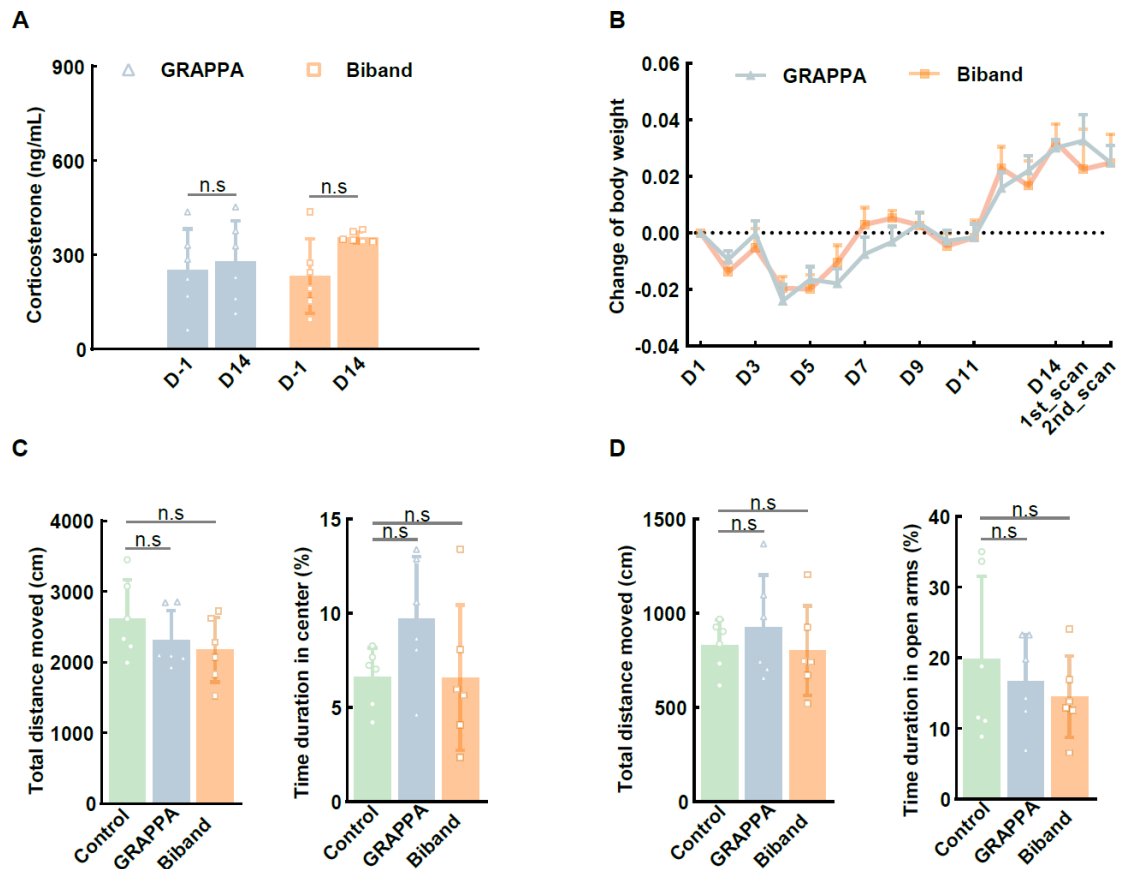 A
GRAPPA
Biband
Corticosterone (ng/mL)
900
600
300
0
n.s
n.s
D-1
D14
D-1
D14
B
GRAPPA
Biband
Change of body weight
0.06
0.04
0.02
0.00
-0.02
-0.04
D1
D3
D5
D7
D9
D11
D14
1st_scan
2nd_scan
C
Total distance moved (cm)
4000
3000
2000
1000
0
n.s
n.s
Control
GRAPPA
Biband
Time duration in center (%)
15
10
5
0
n.s
n.s
Control
GRAPPA
Biband
D
Total distance moved (cm)
1500
1000
500
0
n.s
n.s
Control
GRAPPA
Biband
Time duration in open arms (%)
40
30
20
10
0
n.s
n.s
Control
GRAPPA
Biband